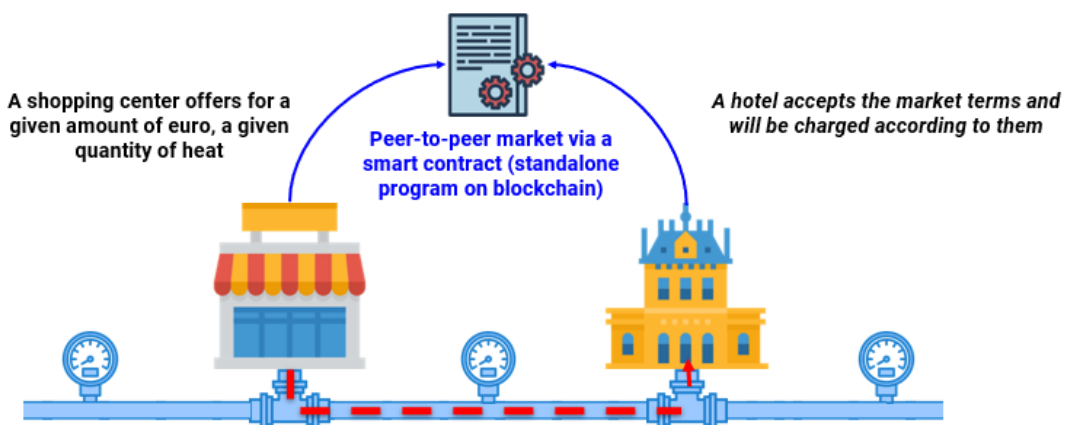 A shopping center offers for a
given amount of euro, a given
quantity of heat
Peer-to-peer market via a
smart contract (standalone
program on blockchain)
A hotel accepts the market terms and
will be charged according to them